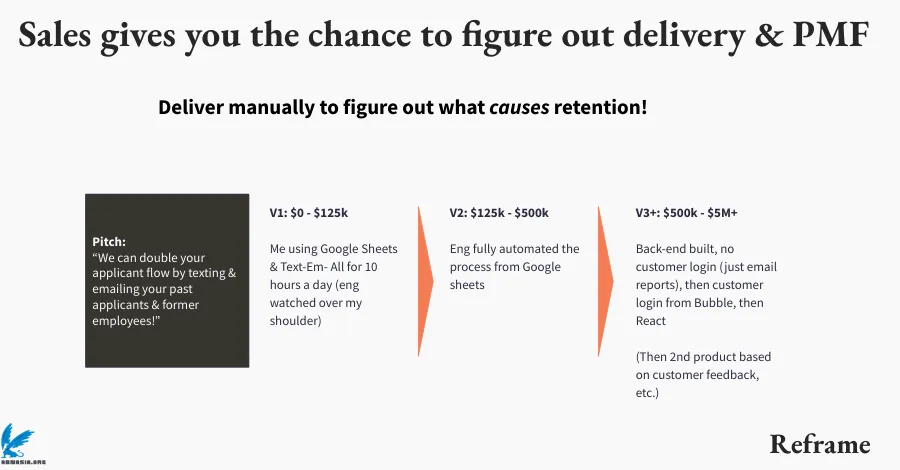 Sales gives you the chance to figure out delivery & PMF
Deliver manually to figure out what causes retention!
Pitch:
“We can double your
applicant flow by texting &
emailing your past
applicants & former
employees!”
V1: $0 - $125k
Me using Google Sheets
& Text-Em- All for 10
hours a day (eng
watched over my
shoulder)
V2: $125k - $500k
Eng fully automated the
process from Google
sheets
V3+: $500k - $5M+
Back-end built, no
customer login (just email
reports), then customer
login from Bubble, then
React
(Then 2nd product based
on customer feedback,
etc.)
Reframe